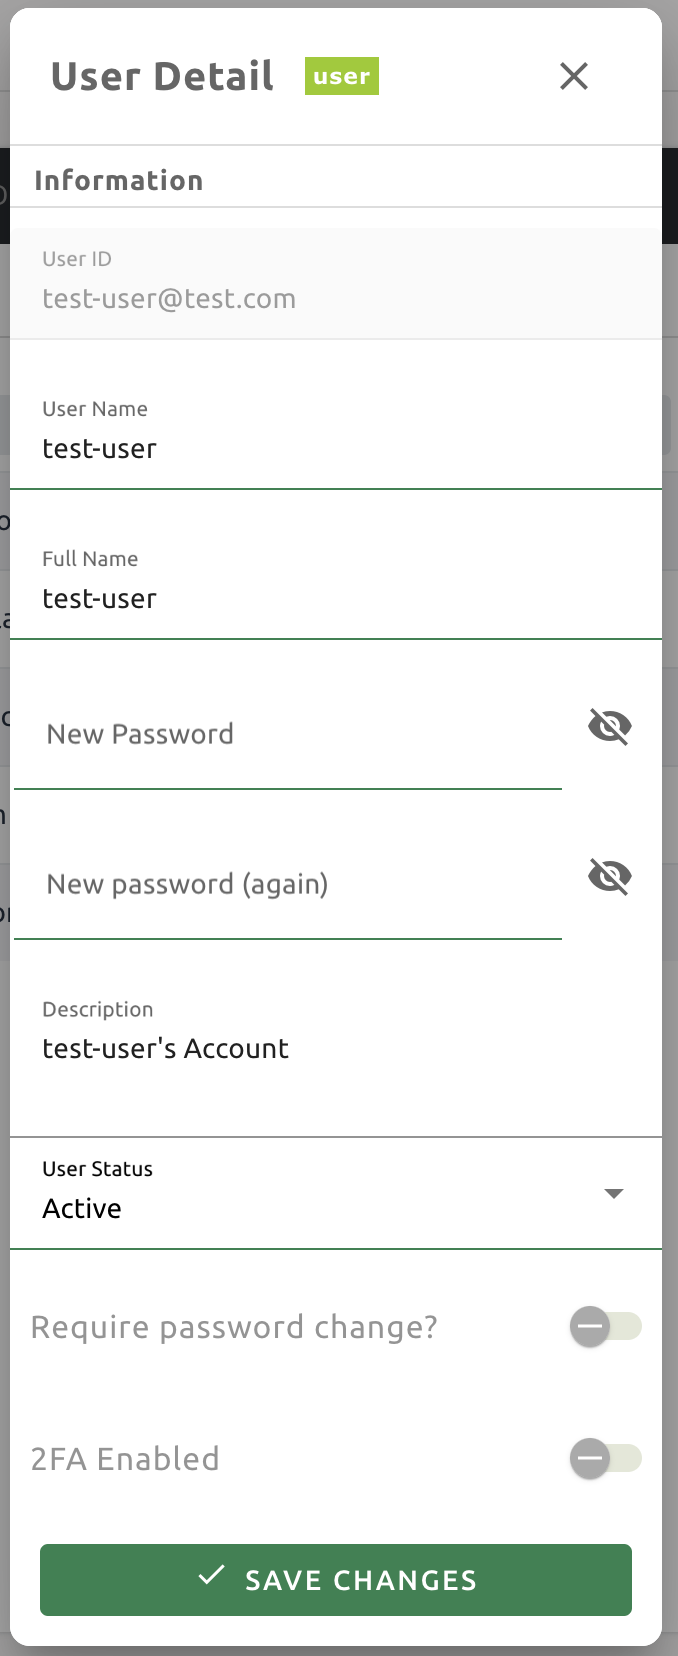 User Detail user
Information
User ID
test-user@test.com
User Name
test-user
Full Name
test-user
New Password
New password (again)
Description
test-user's Account
User Status
Active
Require password change?
2FA Enabled
SAVE CHANGES